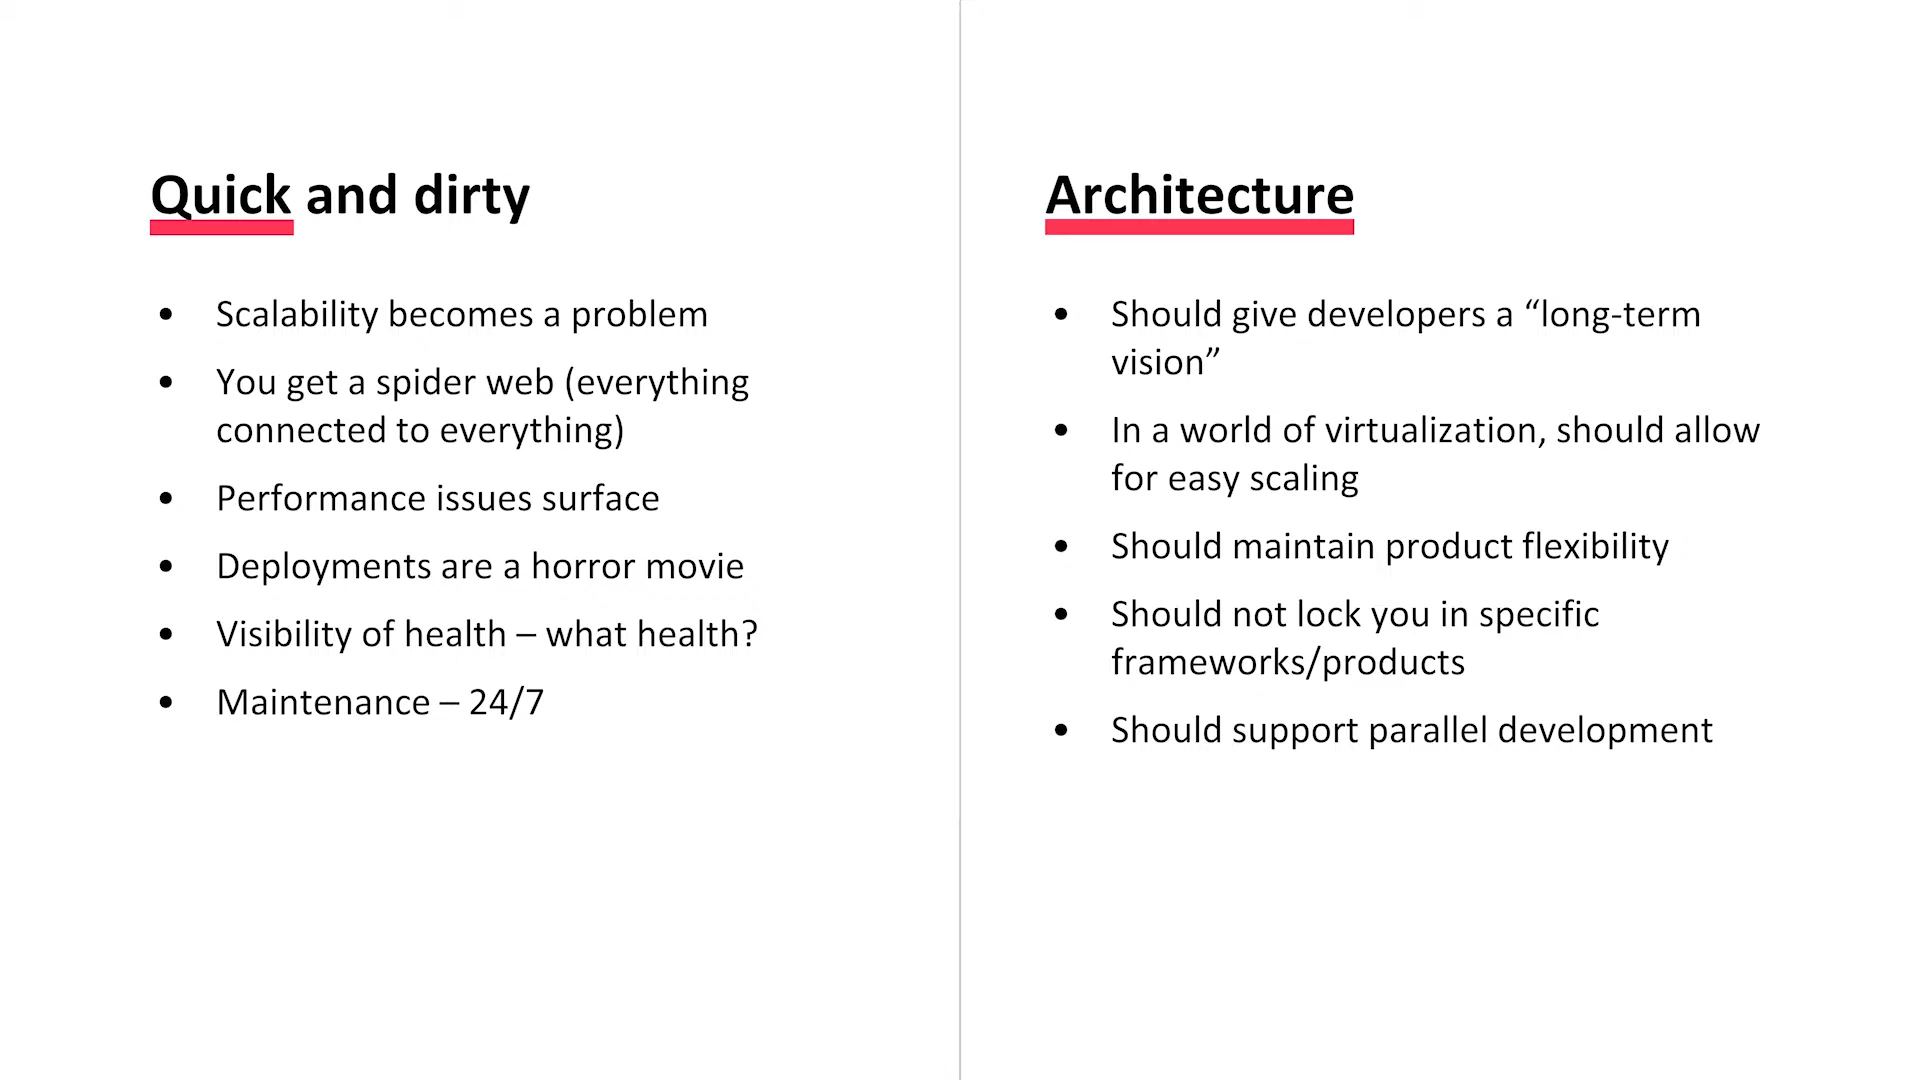 Quick and dirty
• Scalability becomes a problem
• You get a spider web (everything
connected to everything)
• Performance issues surface
• Deployments are a horror movie
• Visibility of health – what health?
• Maintenance – 24/7
Architecture
• Should give developers a “long-term
vision”
• In a world of virtualization, should allow
for easy scaling
• Should maintain product flexibility
• Should not lock you in specific
frameworks/products
• Should support parallel development